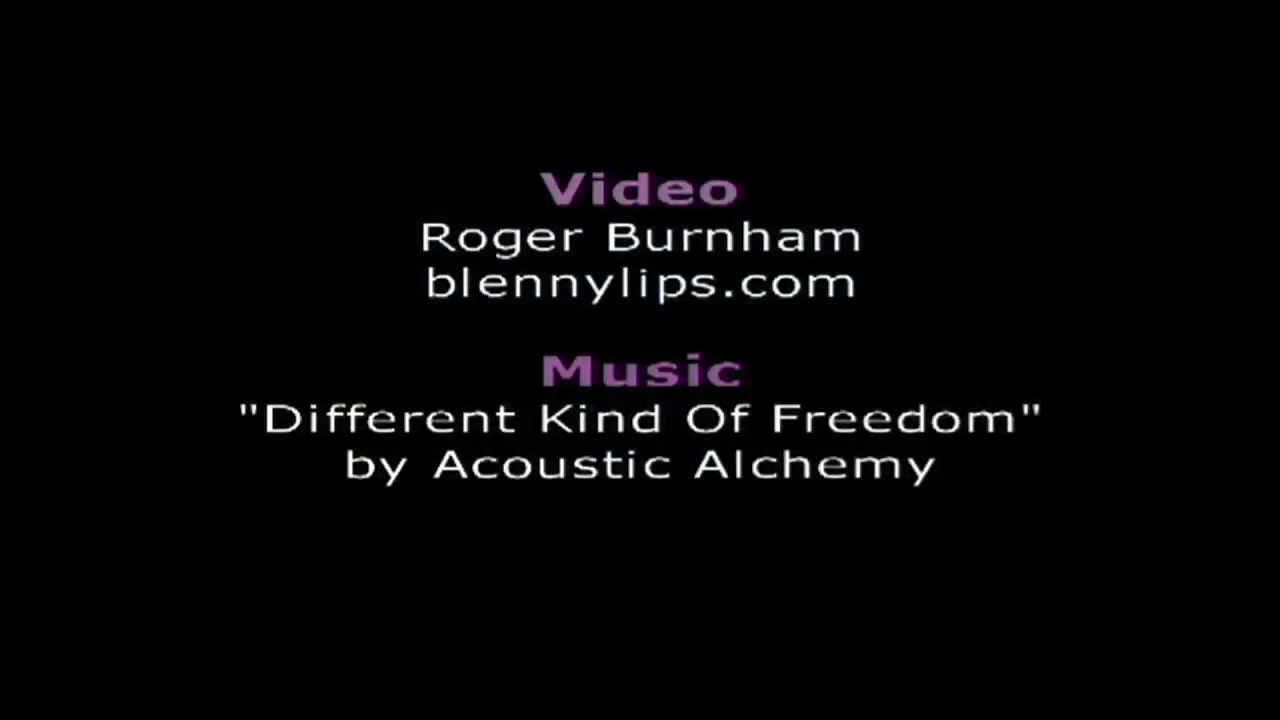 Video
Roger Burnham
blennylips.com
Music
"Different Kind Of Freedom"
by Acoustic Alchemy